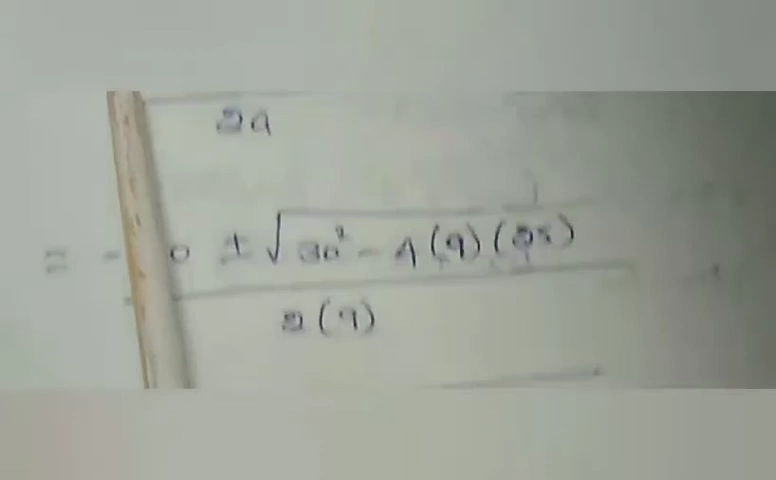 2a
= - 0 ± √30² - 4(9)(25)
2(9)